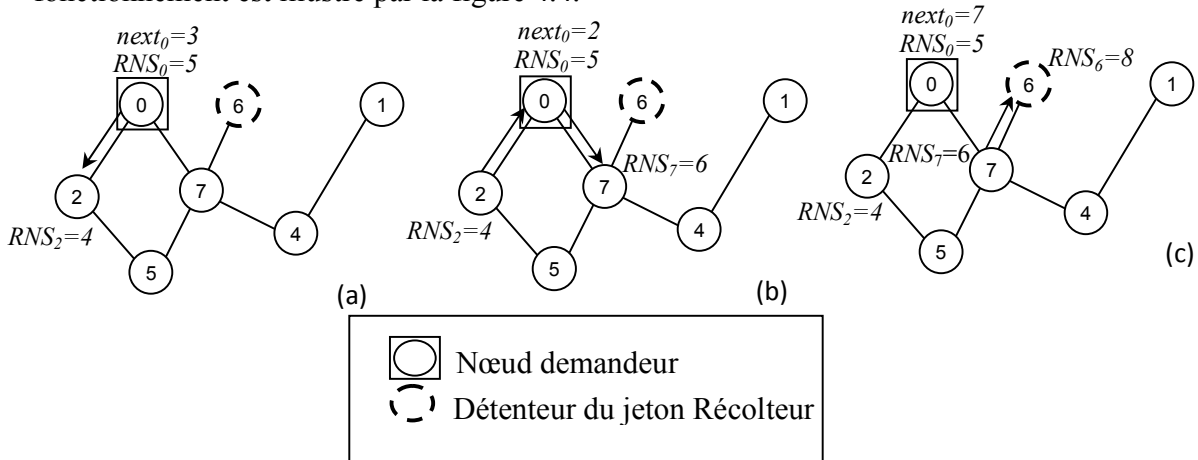 fonctionnement est illustré par la figure 4.4.
next0=3
RNS0=5
0
6
1
2
7
RNS2=4
4
5
(a)
next0=2
RNS0=5
0
6
1
2
7
RNS7=6
RNS2=4
4
5
(b)
next0=7
RNS0=5
0
6
RNS6=8
1
RNS7=6
2
7
RNS2=4
4
5
(c)
Nœud demandeur
Détenteur du jeton Récolteur